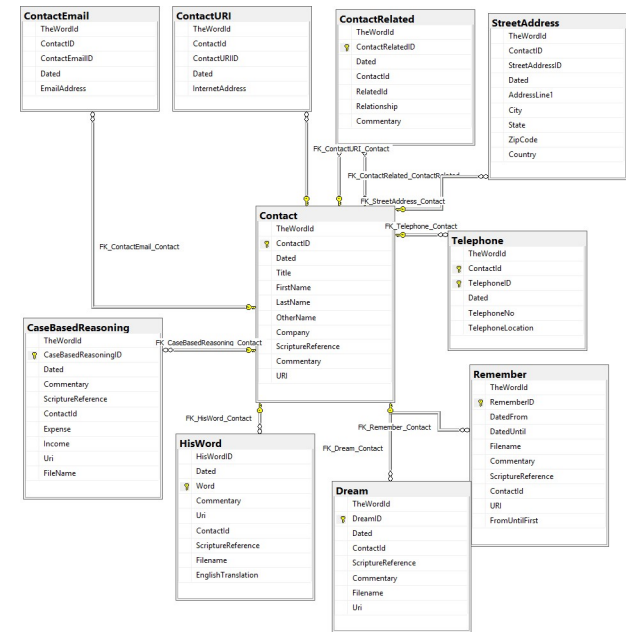 ContactEmail
TheWordId
ContactID
ContactEmailID
Dated
EmailAddress
ContactURI
TheWordId
ContactId
ContactURIID
Dated
InternetAddress
ContactRelated
TheWordId
ContactRelatedID
Dated
ContactId
RelatedId
Relationship
Commentary
StreetAddress
TheWordId
ContactID
StreetAddressID
Dated
AddressLine1
City
State
ZipCode
Country
FK_ContactURI_Contact
FK_ContactRelated_ContactRelated
FK_StreetAddress_Contact
FK_Telephone_Contact
FK_ContactEmail_Contact
Contact
TheWordId
ContactID
Dated
Title
FirstName
LastName
OtherName
Company
ScriptureReference
Commentary
URI
Telephone
TheWordId
ContactId
TelephoneID
Dated
TelephoneNo
TelephoneLocation
CaseBasedReasoning
TheWordId
CaseBasedReasoningID
Dated
Commentary
ScriptureReference
ContactId
Expense
Income
Uri
FileName
FK_CaseBasedReasoning_Contact
FK_HisWord_Contact
FK_Remember_Contact
FK_Dream_Contact
Remember
TheWordId
RememberID
DatedFrom
DatedUntil
Filename
Commentary
ScriptureReference
ContactId
URI
FromUntilFirst
HisWord
HisWordID
Dated
Word
Commentary
Uri
ContactId
ScriptureReference
Filename
EnglishTranslation
Dream
TheWordId
DreamID
Dated
ContactId
ScriptureReference
Commentary
Filename
Uri